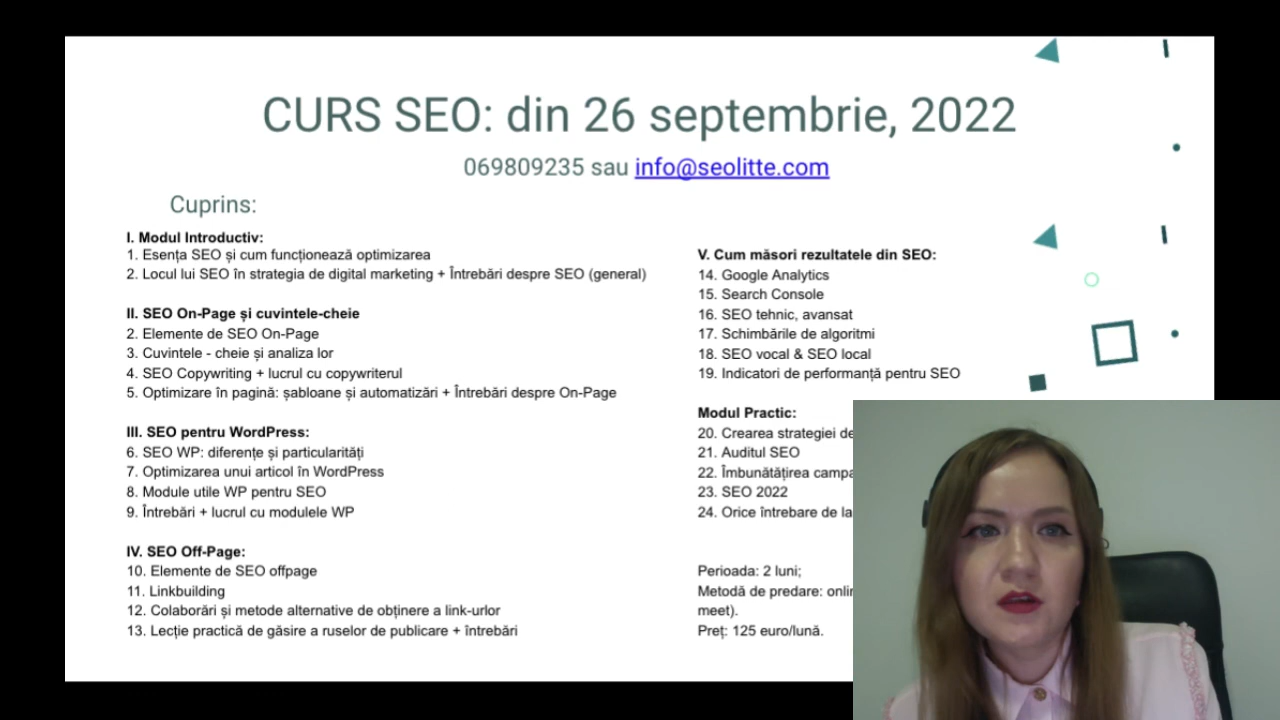 CURS SEO: din 26 septembrie, 2022
069809235 sau info@seolitte.com
Cuprins:
I. Modul Introductiv:
1. Esența SEO și cum funcționează optimizarea
2. Locul lui SEO în strategia de digital marketing + Întrebări despre SEO (general)
II. SEO On-Page și cuvintele-cheie
2. Elemente de SEO On-Page
3. Cuvintele - cheie și analiza lor
4. SEO Copywriting + lucrul cu copywriterul
5. Optimizare în pagină: șabloane și automatizări + Întrebări despre On-Page
III. SEO pentru WordPress:
6. SEO WP: diferențe și particularități
7. Optimizarea unui articol în WordPress
8. Module utile WP pentru SEO
9. Întrebări + lucrul cu modulele WP
IV. SEO Off-Page:
10. Elemente de SEO offpage
11. Linkbuilding
12. Colaborări și metode alternative de obținere a link-urlor
13. Lecție practică de găsire a ruselor de publicare + întrebări
V. Cum măsori rezultatele din SEO:
14. Google Analytics
15. Search Console
16. SEO tehnic, avansat
17. Schimbările de algoritmi
18. SEO vocal & SEO local
19. Indicatori de performanță pentru SEO
Modul Practic:
20. Crearea strategiei de
21. Auditul SEO
22. Îmbunătățirea
23. SEO 2022
24. Orice întrebare de la
Perioada: 2 luni;
Metodă de predare:
meet).
Preț: 125 euro/lună.